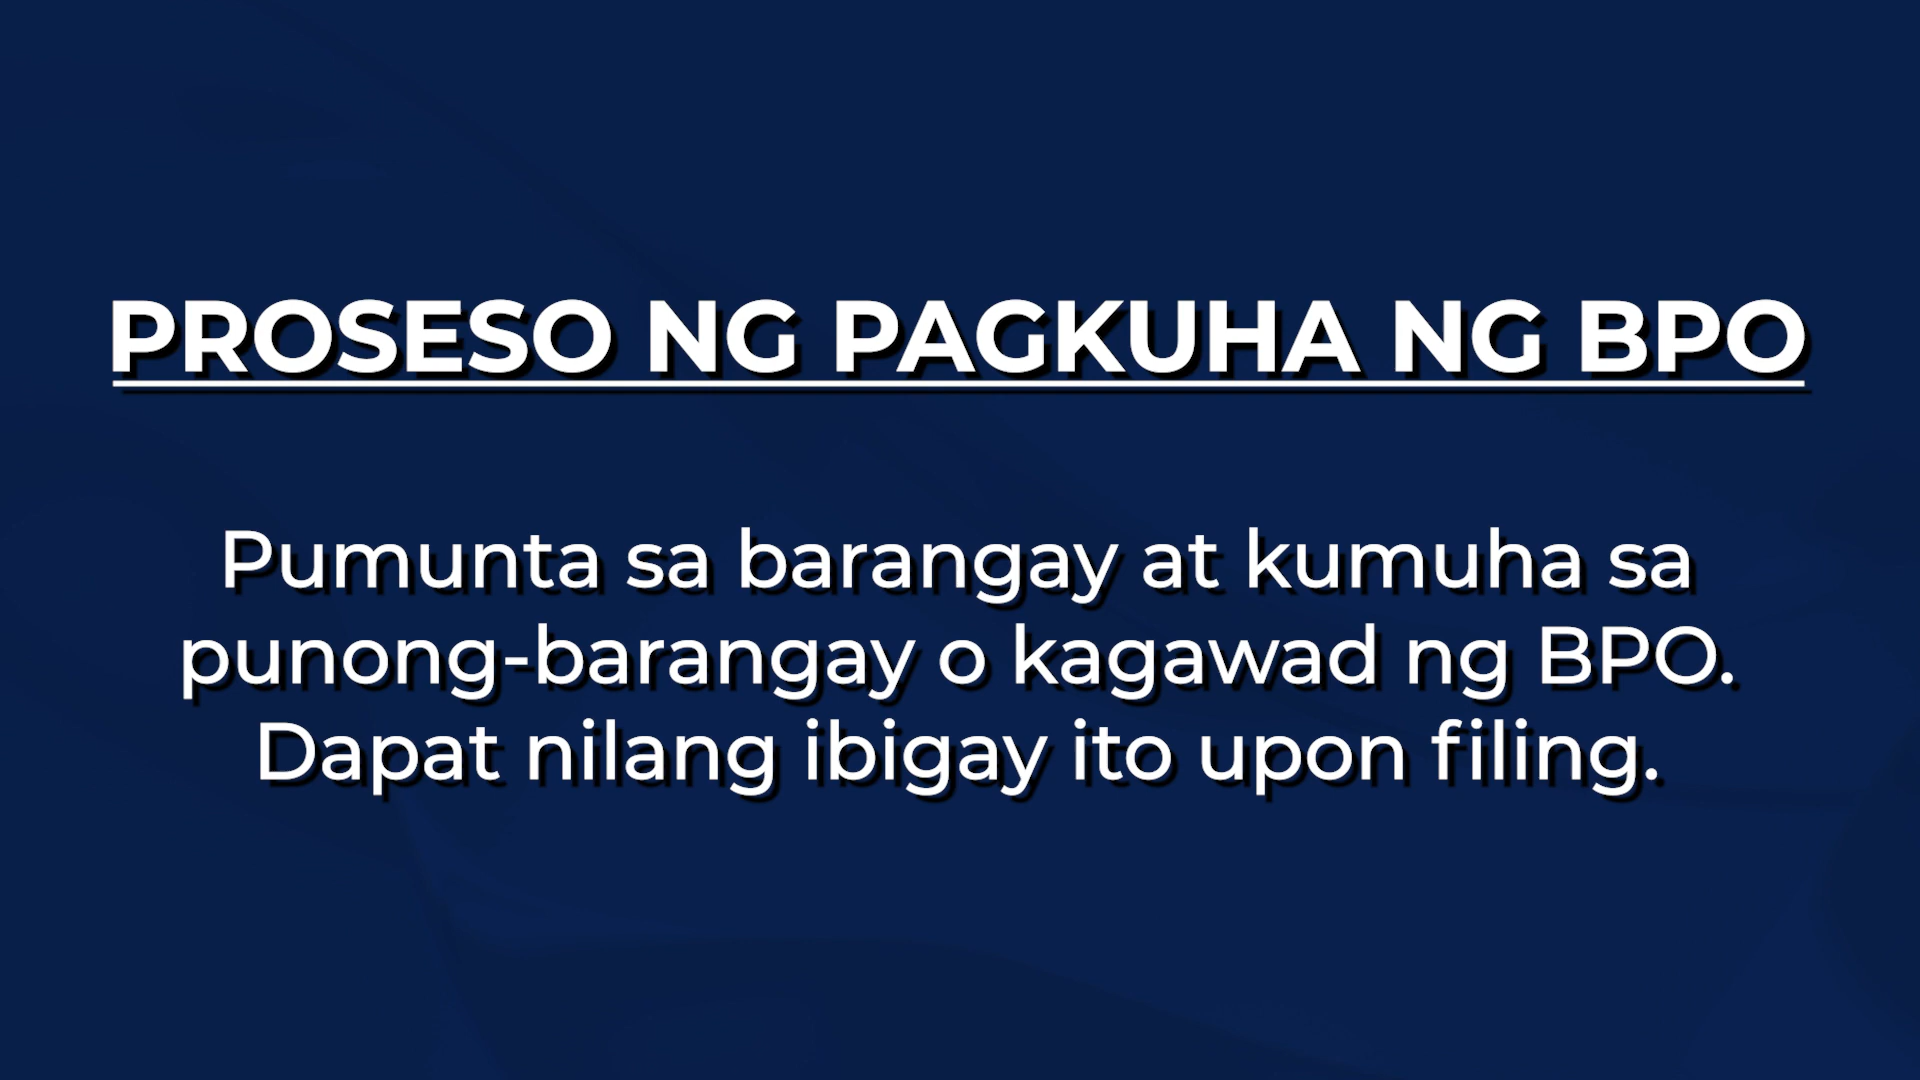 PROSESO NG PAGKUHA NG BPO
Pumunta sa barangay at kumuha sa
punong-barangay o kagawad ng BPO.
Dapat nilang ibigay ito upon filing.